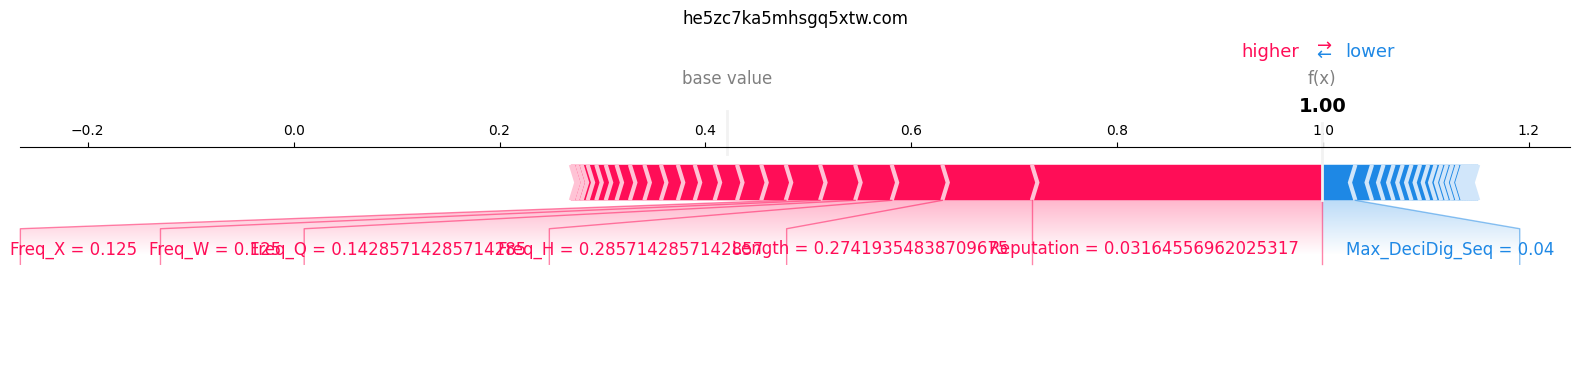 he5zc7ka5mhsgq5xtw.com
higher ⇄ lower
base value f(x)
1.00
−0.2 0.0 0.2 0.4 0.6 0.8 1.0 1.2
Freq_X = 0.125 Freq_W = 0.125 Freq_Q = 0.14285714285714285 Freq_H = 0.2857142857142857 Length = 0.27419354838709675 Reputation = 0.03164556962025317 Max_DeciDig_Seq = 0.04